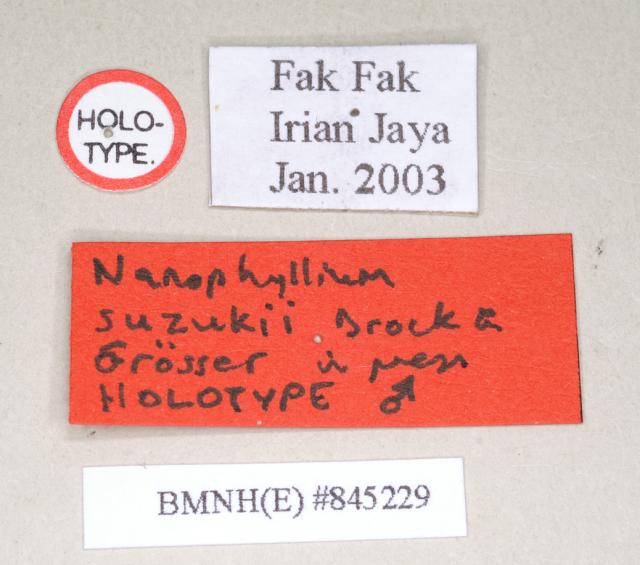 HOLO-
TYPE.
Fak Fak
Irian Jaya
Jan. 2003
Nanophyllium
suzukii Brock &
Grösser in press
HOLOTYPE ♂
BMNH(E) #845229